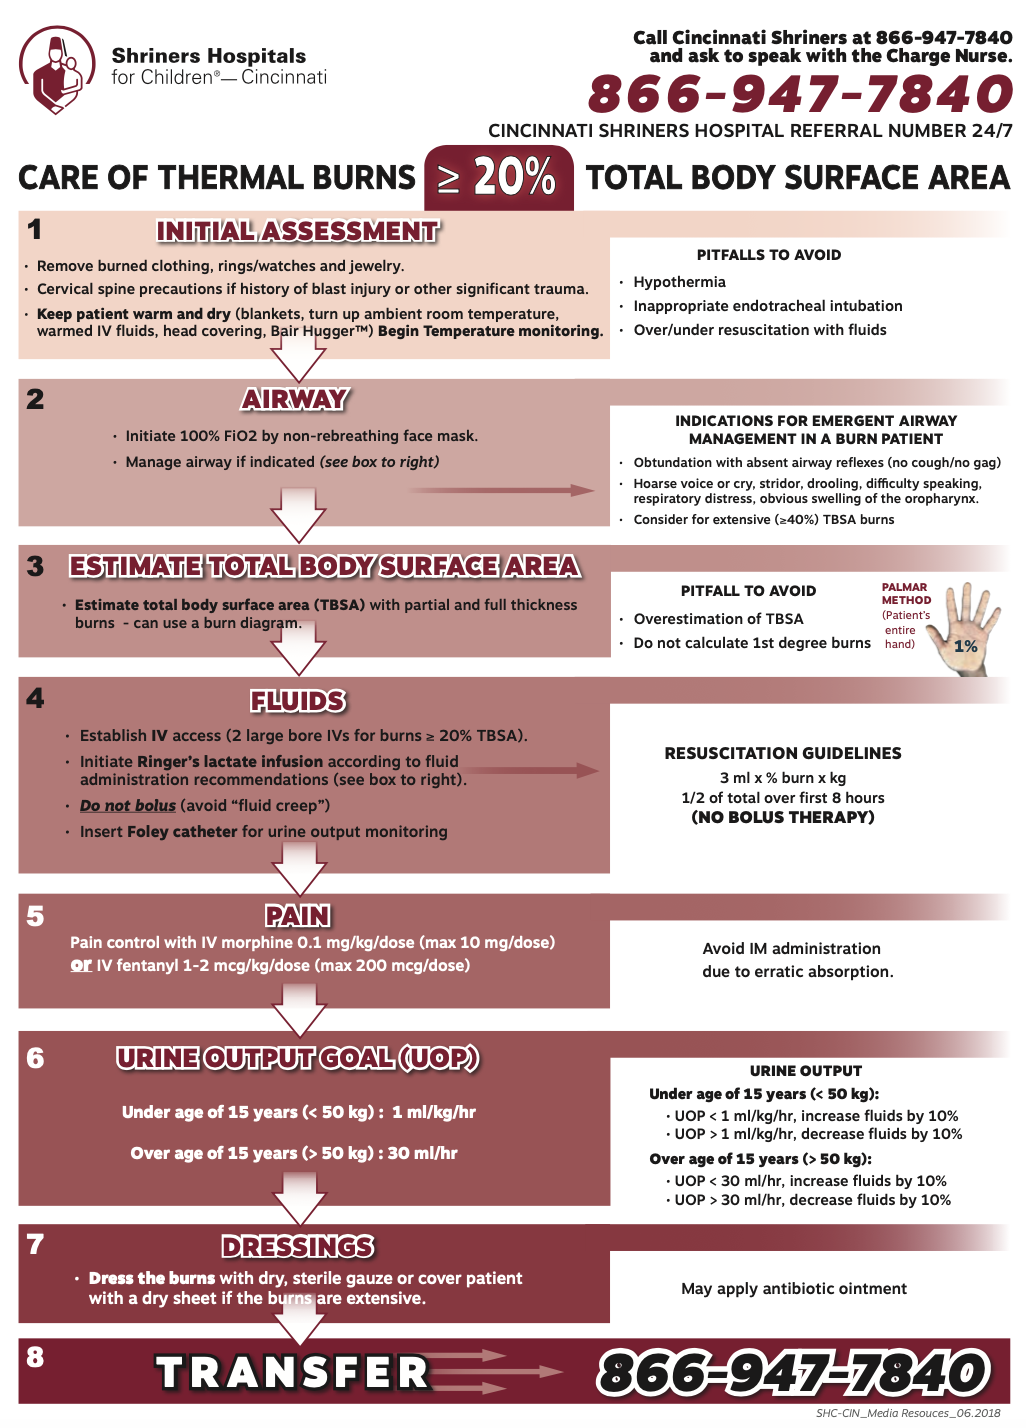 Shriners Hospitals
for Children®— Cincinnati
Call Cincinnati Shriners at 866-947-7840
and ask to speak with the Charge Nurse.
866-947-7840
CINCINNATI SHRINERS HOSPITAL REFERRAL NUMBER 24/7
CARE OF THERMAL BURNS ≥ 20% TOTAL BODY SURFACE AREA
1
INITIAL ASSESSMENT
· Remove burned clothing, rings/watches and jewelry.
· Cervical spine precautions if history of blast injury or other significant trauma.
· Keep patient warm and dry (blankets, turn up ambient room temperature,
warmed IV fluids, head covering, Bair Hugger™) Begin Temperature monitoring.
PITFALLS TO AVOID
· Hypothermia
· Inappropriate endotracheal intubation
· Over/under resuscitation with fluids
2
AIRWAY
· Initiate 100% FiO2 by non-rebreathing face mask.
· Manage airway if indicated (see box to right)
INDICATIONS FOR EMERGENT AIRWAY
MANAGEMENT IN A BURN PATIENT
· Obtundation with absent airway reflexes (no cough/no gag)
· Hoarse voice or cry, stridor, drooling, difficulty speaking,
respiratory distress, obvious swelling of the oropharynx.
· Consider for extensive (≥40%) TBSA burns
3
ESTIMATE TOTAL BODY SURFACE AREA
· Estimate total body surface area (TBSA) with partial and full thickness
burns - can use a burn diagram.
PITFALL TO AVOID
· Overestimation of TBSA
· Do not calculate 1st degree burns
PALMAR
METHOD
(Patient's
entire
hand)
1%
4
FLUIDS
· Establish IV access (2 large bore IVs for burns ≥ 20% TBSA).
· Initiate Ringer's lactate infusion according to fluid
administration recommendations (see box to right).
· Do not bolus (avoid "fluid creep")
· Insert Foley catheter for urine output monitoring
RESUSCITATION GUIDELINES
3 ml x % burn x kg
1/2 of total over first 8 hours
(NO BOLUS THERAPY)
5
PAIN
Pain control with IV morphine 0.1 mg/kg/dose (max 10 mg/dose)
or IV fentanyl 1-2 mcg/kg/dose (max 200 mcg/dose)
Avoid IM administration
due to erratic absorption.
6
URINE OUTPUT GOAL (UOP)
Under age of 15 years (< 50 kg) : 1 ml/kg/hr
Over age of 15 years (> 50 kg) : 30 ml/hr
URINE OUTPUT
Under age of 15 years (< 50 kg):
· UOP < 1 ml/kg/hr, increase fluids by 10%
· UOP > 1 ml/kg/hr, decrease fluids by 10%
Over age of 15 years (> 50 kg):
· UOP < 30 ml/hr, increase fluids by 10%
· UOP > 30 ml/hr, decrease fluids by 10%
7
DRESSINGS
· Dress the burns with dry, sterile gauze or cover patient
with a dry sheet if the burns are extensive.
May apply antibiotic ointment
8
TRANSFER
866-947-7840
SHC-CIN_Media Resouces_06.2018